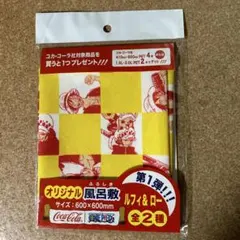 コカ・コーラ社対象商品を
買うと1つプレゼント!!!
オリジナル風呂敷
ふろしき
サイズ:600×600mm
Coca-Cola
第1弾!!!
ルフィ&ロー
全2種